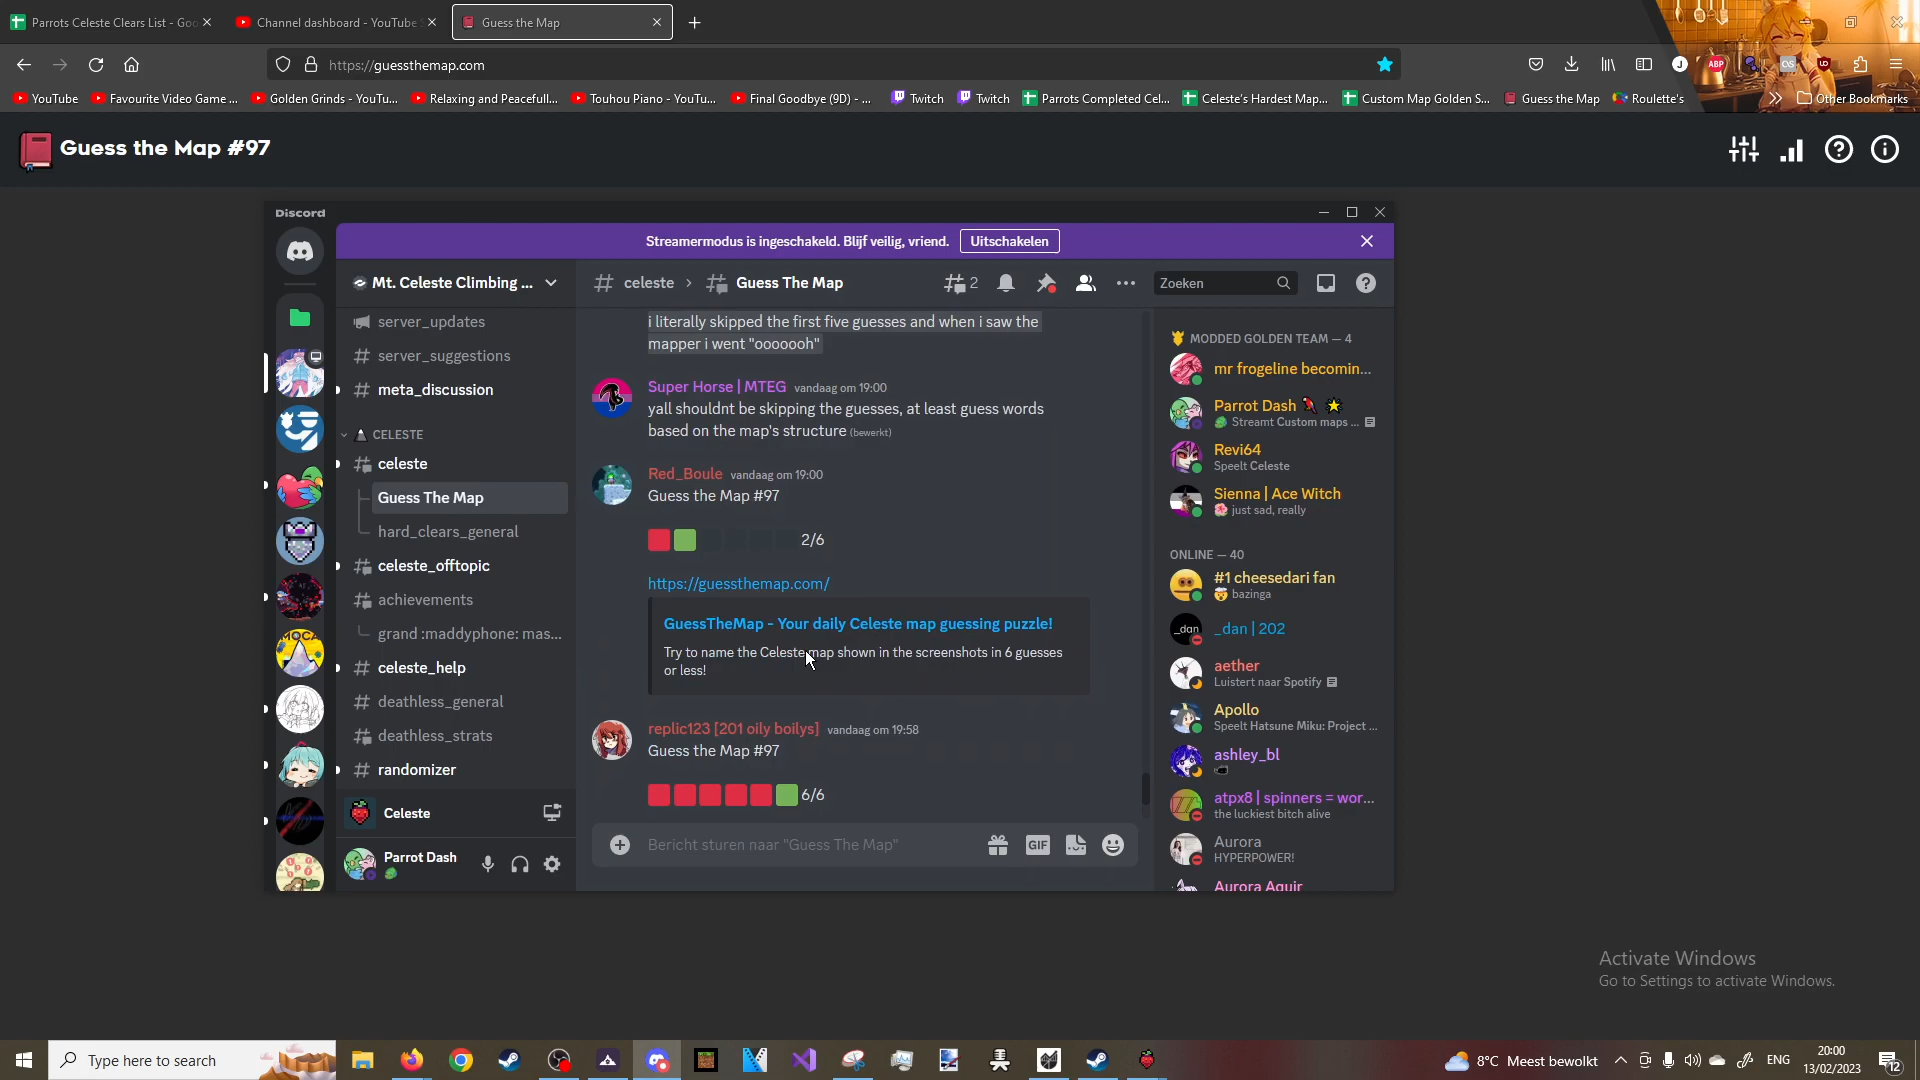 Parrots Celeste Clears List - Goo
Channel dashboard - YouTube
Guess the Map
https://guessthemap.com
YouTube
Favourite Video Game ...
Golden Grinds - YouTu...
Relaxing and Peacefull...
Touhou Piano - YouTu...
Final Goodbye (9D) - ...
Twitch
Twitch
Parrots Completed Cel...
Celeste's Hardest Map...
Custom Map Golden S...
Guess the Map
Roulette's
Other Bookmarks
Guess the Map #97
Discord
Streamermodus is ingeschakeld. Blijf veilig, vriend.
Uitschakelen
Mt. Celeste Climbing ...
celeste
Guess The Map
2
Zoeken
server_updates
server_suggestions
meta_discussion
CELESTE
celeste
Guess The Map
hard_clears_general
celeste_offtopic
achievements
grand :maddyphone: mas...
celeste_help
deathless_general
deathless_strats
randomizer
Celeste
Parrot Dash
i literally skipped the first five guesses and when i saw the
mapper i went "ooooooh"
Super Horse | MTEG vandaag om 19:00
yall shouldnt be skipping the guesses, at least guess words
based on the map's structure (bewerkt)
Red_Boule vandaag om 19:00
Guess the Map #97
2/6
https://guessthemap.com/
GuessTheMap - Your daily Celeste map guessing puzzle!
Try to name the Celeste map shown in the screenshots in 6 guesses
or less!
replic123 [201 oily boilys] vandaag om 19:58
Guess the Map #97
6/6
Bericht sturen naar "Guess The Map"
GIF
MODDED GOLDEN TEAM — 4
mr frogeline becomin...
Parrot Dash
Streamt Custom maps ...
Revi64
Speelt Celeste
Sienna | Ace Witch
just sad, really
ONLINE — 40
#1 cheesedari fan
bazinga
_dan
_dan | 202
aether
Luistert naar Spotify
Apollo
Speelt Hatsune Miku: Project ...
ashley_bl
atpx8 | spinners = wor...
the luckiest bitch alive
Aurora
HYPERPOWER!
Aurora Aquir
Activate Windows
Go to Settings to activate Windows.
Type here to search
8°C Meest bewolkt
ENG
20:00
13/02/2023
12